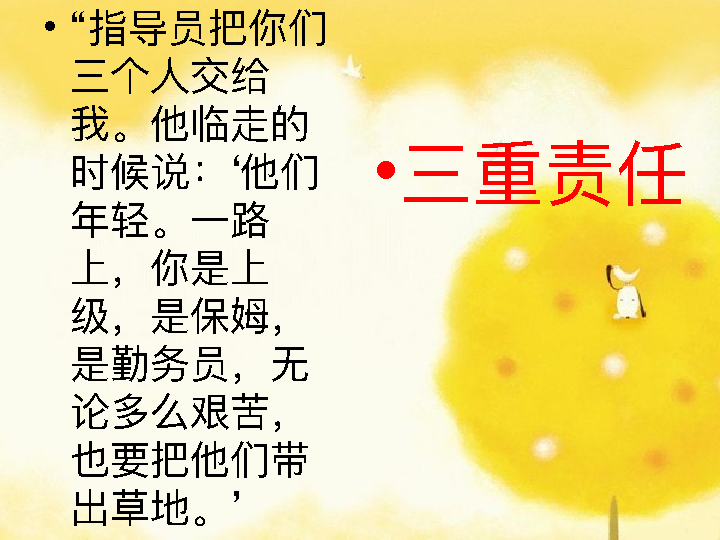 • “指导员把你们
三个人交给
我。他临走的
时候说：‘他们
年轻。一路
上，你是上
级，是保姆，
是勤务员，无
论多么艰苦，
也要把他们带
出草地。’
•三重责任